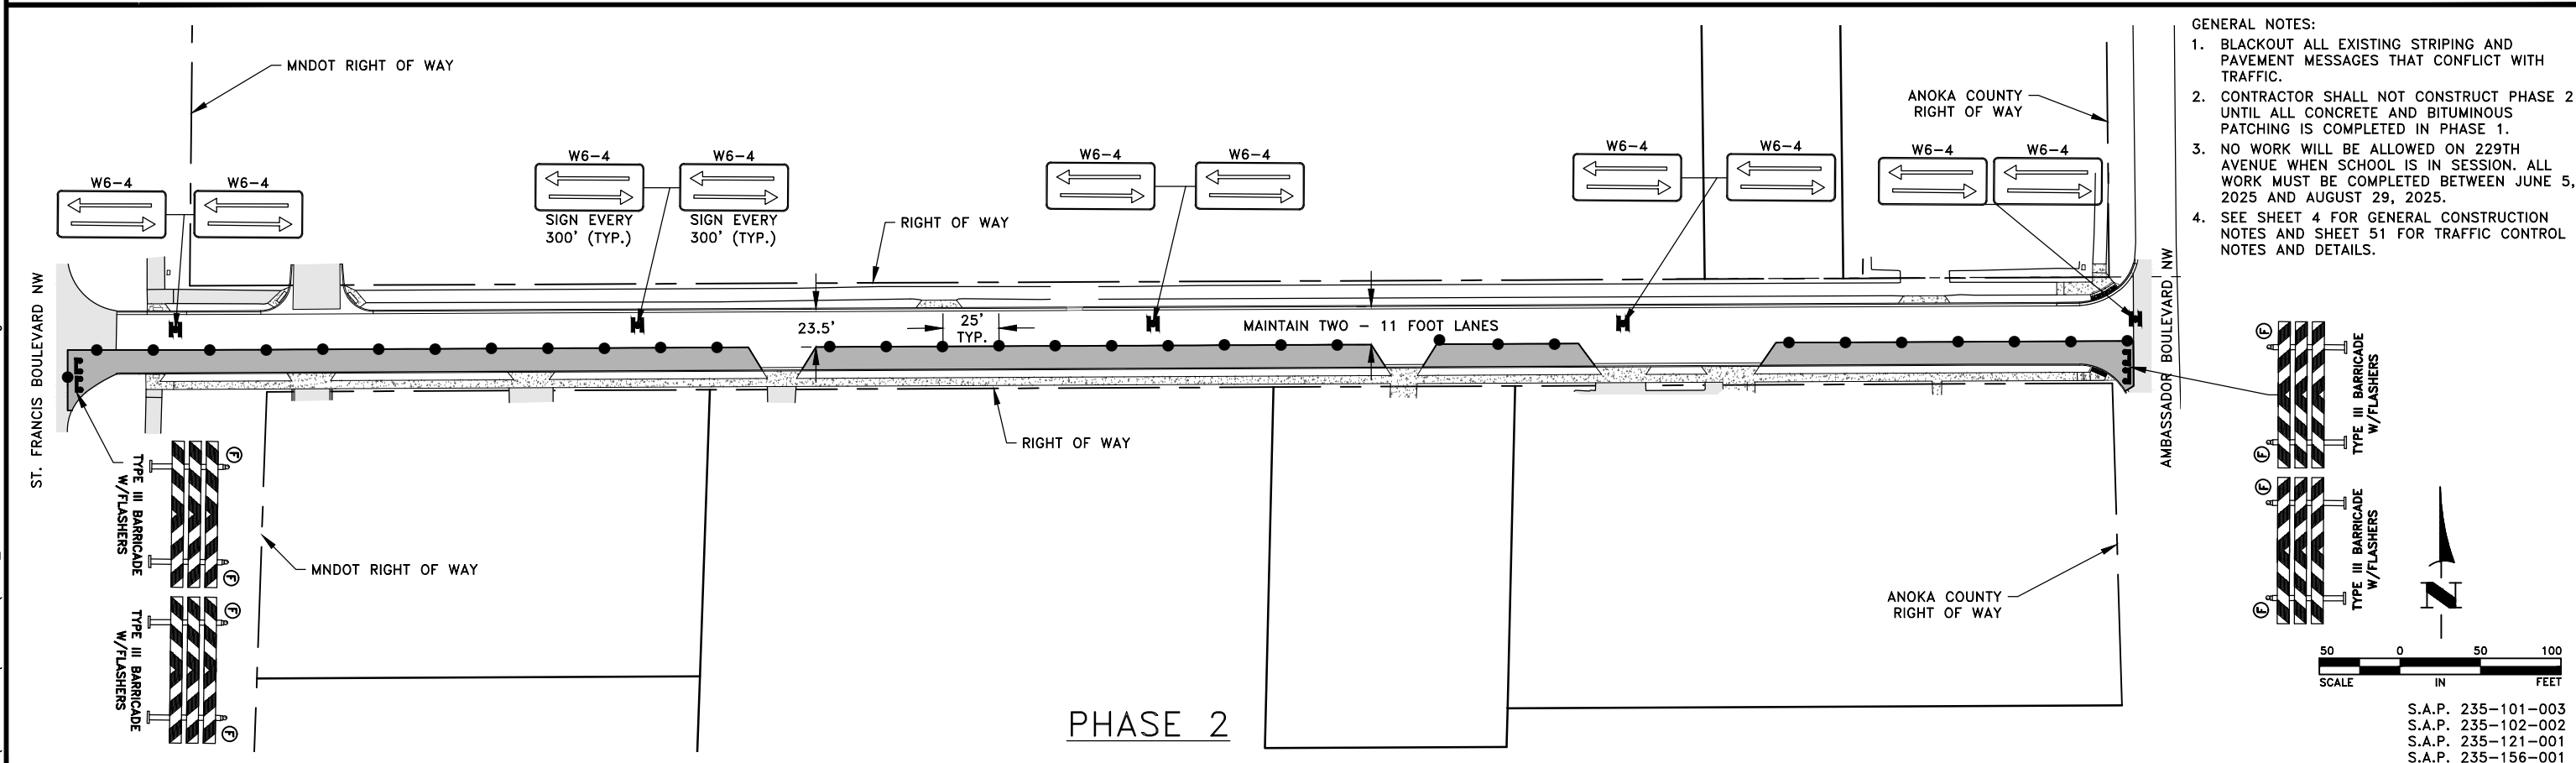 GENERAL NOTES:
1. BLACKOUT ALL EXISTING STRIPING AND
PAVEMENT MESSAGES THAT CONFLICT WITH
TRAFFIC.
2. CONTRACTOR SHALL NOT CONSTRUCT PHASE 2
UNTIL ALL CONCRETE AND BITUMINOUS
PATCHING IS COMPLETED IN PHASE 1.
3. NO WORK WILL BE ALLOWED ON 229TH
AVENUE WHEN SCHOOL IS IN SESSION. ALL
WORK MUST BE COMPLETED BETWEEN JUNE 5,
2025 AND AUGUST 29, 2025.
4. SEE SHEET 4 FOR GENERAL CONSTRUCTION
NOTES AND SHEET 51 FOR TRAFFIC CONTROL
NOTES AND DETAILS.
MNDOT RIGHT OF WAY
ANOKA COUNTY
RIGHT OF WAY
W6-4
W6-4
W6-4
SIGN EVERY
300' (TYP.)
W6-4
SIGN EVERY
300' (TYP.)
W6-4
W6-4
W6-4
W6-4
W6-4
W6-4
RIGHT OF WAY
ST. FRANCIS BOULEVARD NW
23.5'
25'
TYP.
MAINTAIN TWO - 11 FOOT LANES
AMBASSADOR BOULEVARD NW
RIGHT OF WAY
TYPE III BARRICADE
W/FLASHERS
F
F
TYPE III BARRICADE
W/FLASHERS
F
F
MNDOT RIGHT OF WAY
ANOKA COUNTY
RIGHT OF WAY
TYPE III BARRICADE
W/FLASHERS
F
F
TYPE III BARRICADE
W/FLASHERS
F
F
N
50 0 50 100
SCALE IN FEET
PHASE 2
S.A.P. 235-101-003
S.A.P. 235-102-002
S.A.P. 235-121-001
S.A.P. 235-156-001